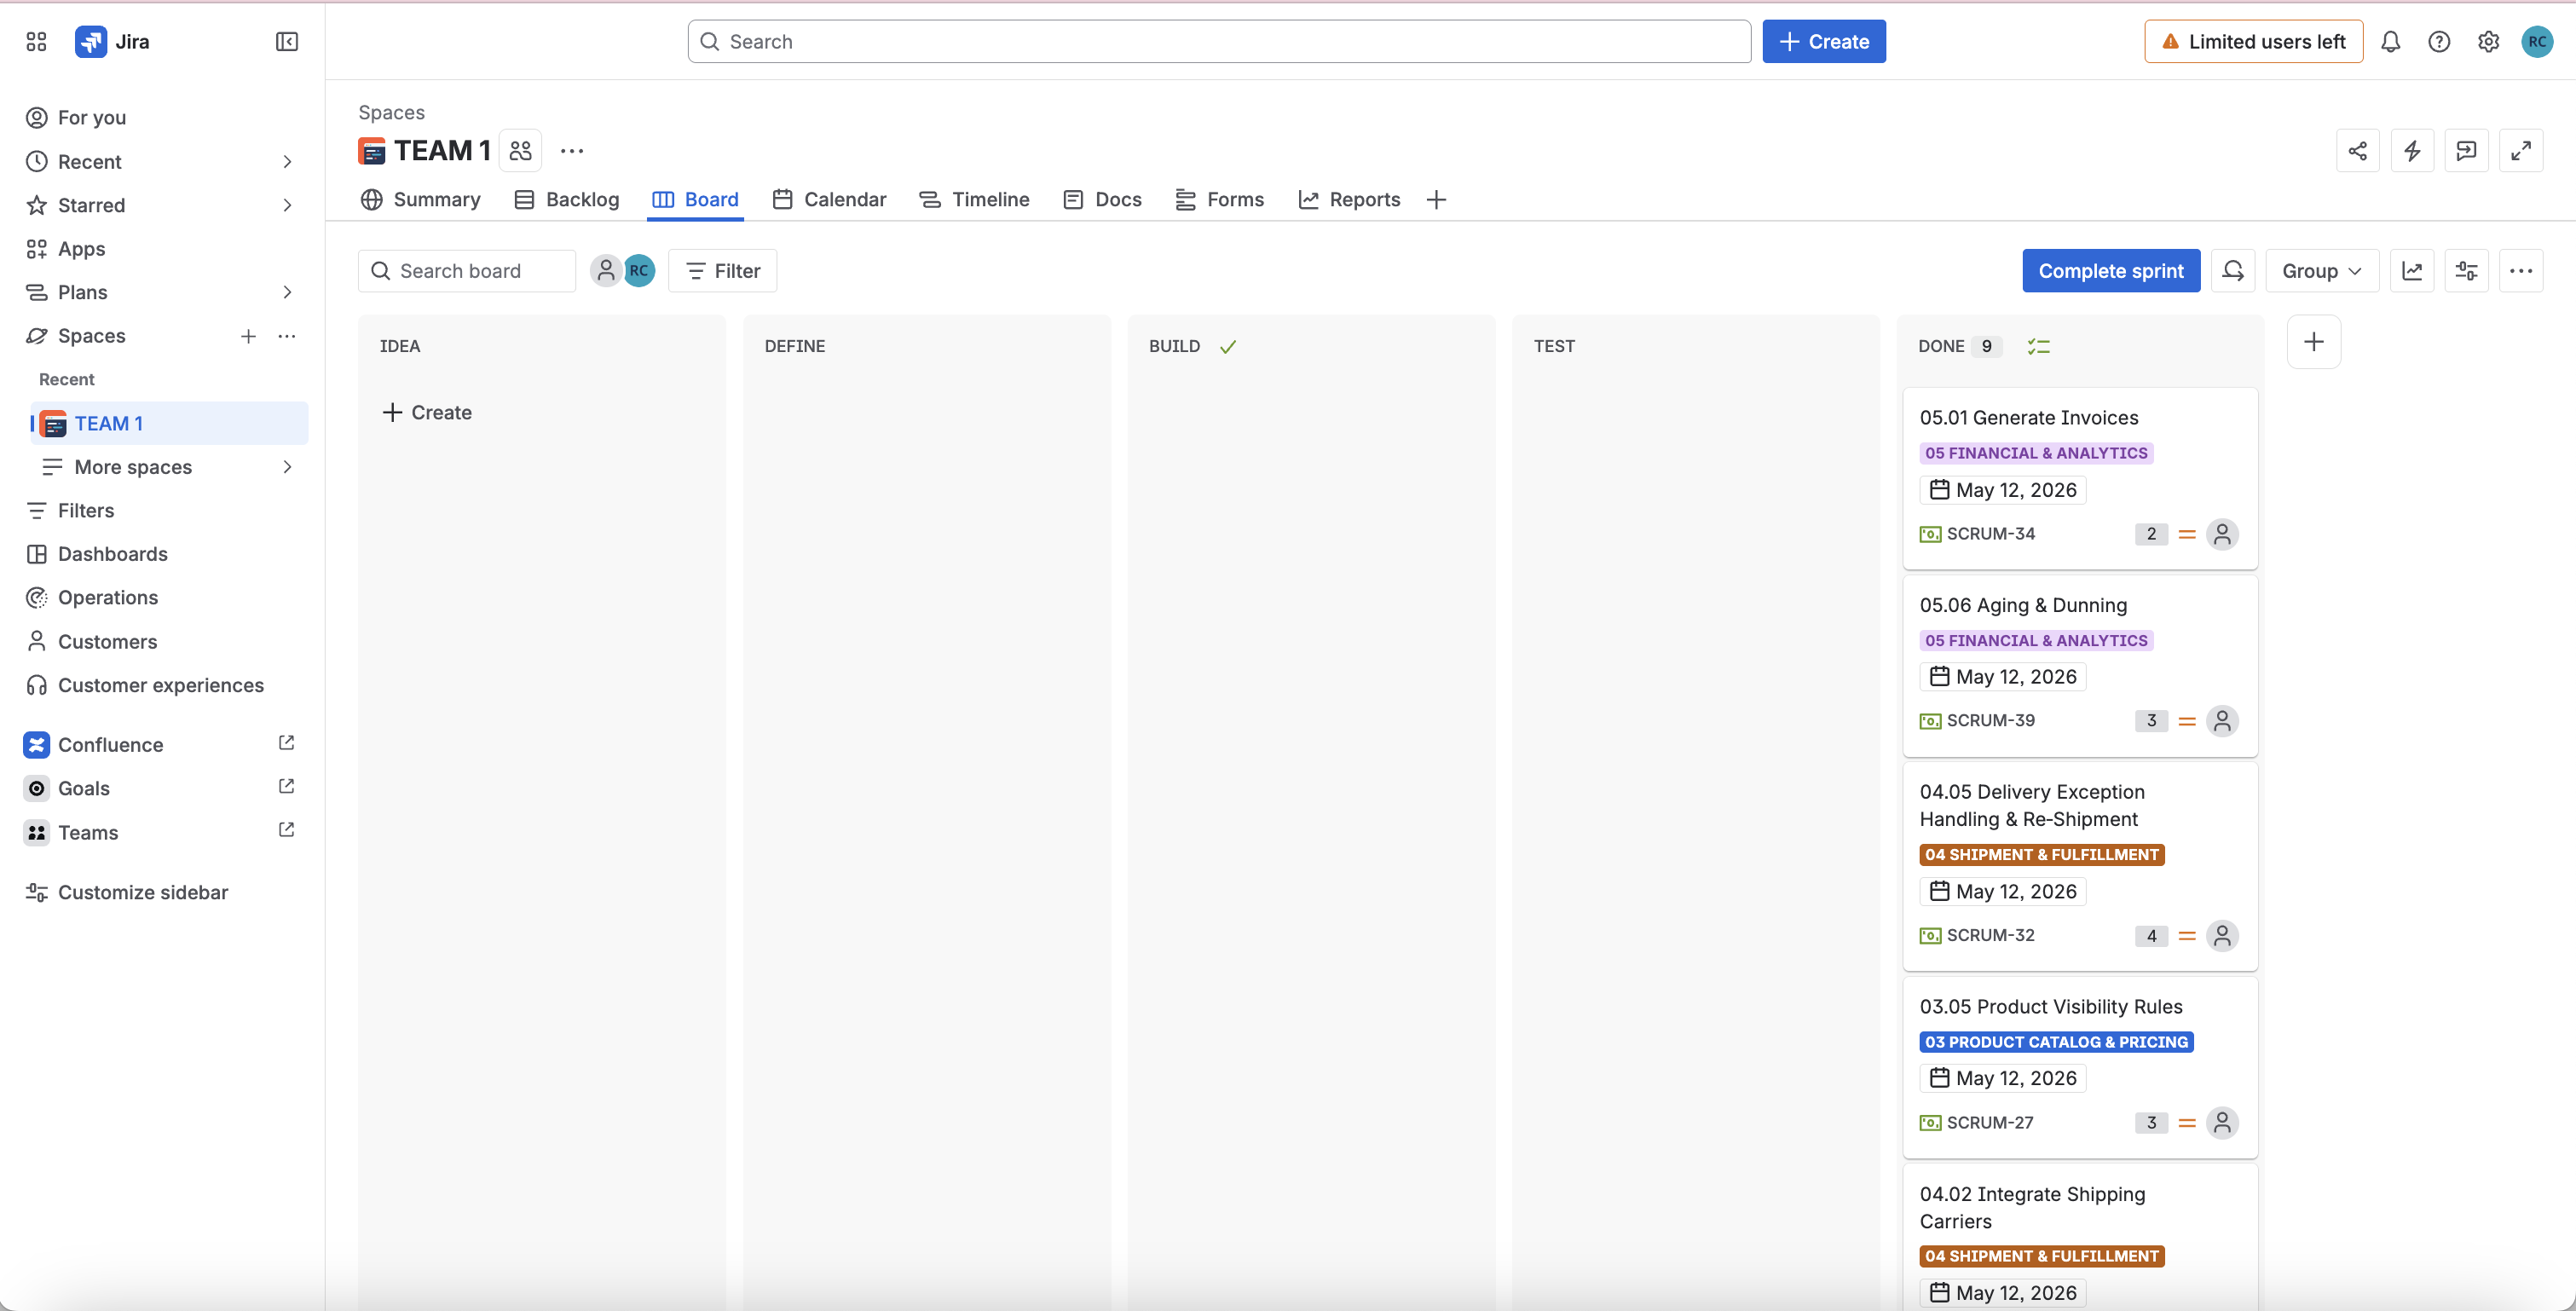 Jira
Search
Create
Limited users left
RC
For you
Recent
Starred
Apps
Plans
Spaces
Recent
TEAM 1
More spaces
Filters
Dashboards
Operations
Customers
Customer experiences
Confluence
Goals
Teams
Customize sidebar
Spaces
TEAM 1
Summary
Backlog
Board
Calendar
Timeline
Docs
Forms
Reports
Search board
RC
Filter
Complete sprint
Group
IDEA
Create
DEFINE
BUILD
TEST
DONE 9
05.01 Generate Invoices
05 FINANCIAL & ANALYTICS
May 12, 2026
SCRUM-34 2
05.06 Aging & Dunning
05 FINANCIAL & ANALYTICS
May 12, 2026
SCRUM-39 3
04.05 Delivery Exception
Handling & Re-Shipment
04 SHIPMENT & FULFILLMENT
May 12, 2026
SCRUM-32 4
03.05 Product Visibility Rules
03 PRODUCT CATALOG & PRICING
May 12, 2026
SCRUM-27 3
04.02 Integrate Shipping
Carriers
04 SHIPMENT & FULFILLMENT
May 12, 2026